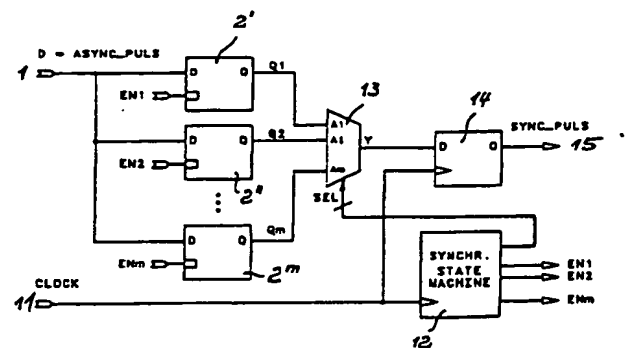 2'
D = ASYNC_PULS
1
D
Q
Q1
EN1
13
A1
Y
14
D
Q
SYNC_PULS
15
D
Q
Q2
A2
EN2
2"
Am
SEL
D
Q
Qm
ENm
2m
SYNCHR.
STATE
MACHINE
EN1
EN2
ENm
CLOCK
11
12